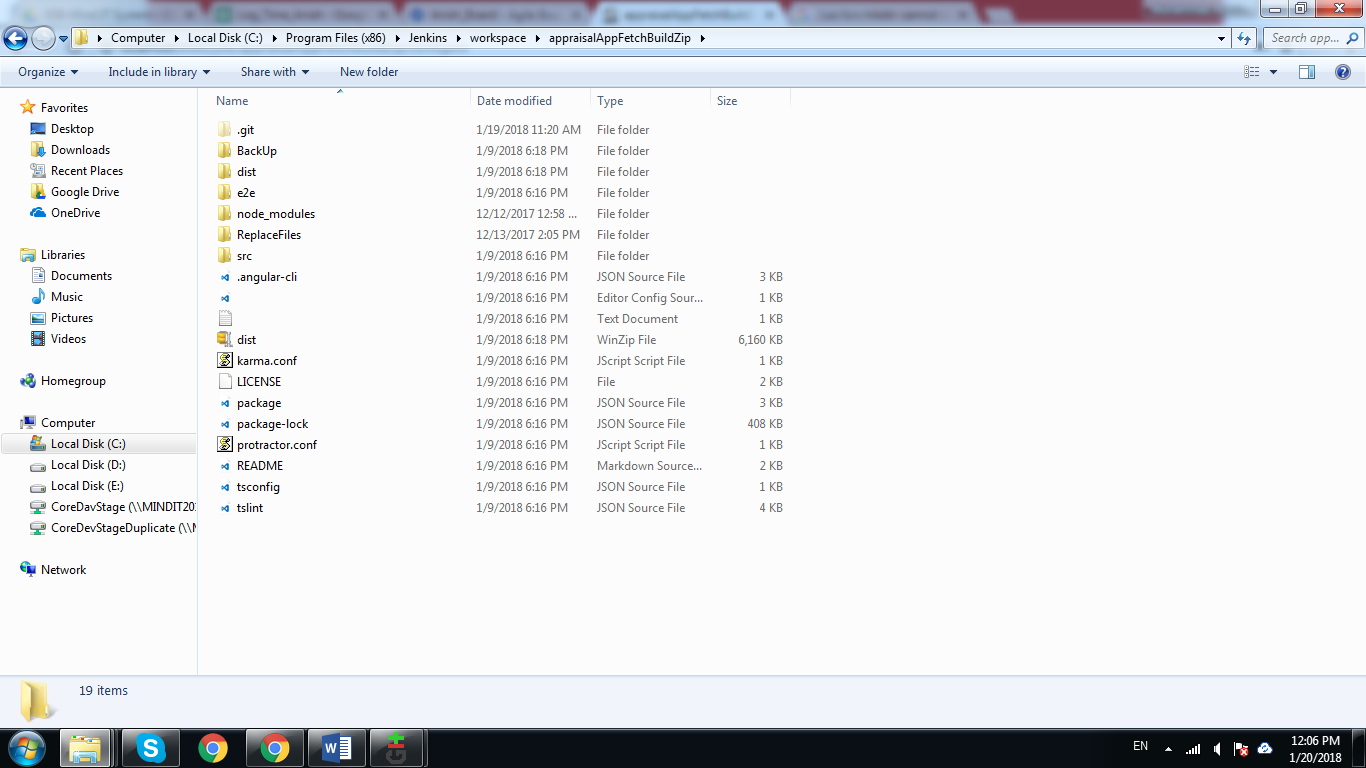 Computer Local Disk (C:) Program Files (x86) Jenkins workspace appraisalAppFetchBuildZip Search app...
Organize Include in library Share with New folder
Favorites
Desktop
Downloads
Recent Places
Google Drive
OneDrive
Libraries
Documents
Music
Pictures
Videos
Homegroup
Computer
Local Disk (C:)
Local Disk (D:)
Local Disk (E:)
CoreDavStage (\\MINDIT20
CoreDevStageDuplicate (\\
Network
Name Date modified Type Size
.git 1/19/2018 11:20 AM File folder
BackUp 1/9/2018 6:18 PM File folder
dist 1/9/2018 6:18 PM File folder
e2e 1/9/2018 6:16 PM File folder
node_modules 12/12/2017 12:58 ... File folder
ReplaceFiles 12/13/2017 2:05 PM File folder
src 1/9/2018 6:16 PM File folder
.angular-cli 1/9/2018 6:16 PM JSON Source File 3 KB
1/9/2018 6:16 PM Editor Config Sour... 1 KB
1/9/2018 6:16 PM Text Document 1 KB
dist 1/9/2018 6:18 PM WinZip File 6,160 KB
karma.conf 1/9/2018 6:16 PM JScript Script File 1 KB
LICENSE 1/9/2018 6:16 PM File 2 KB
package 1/9/2018 6:16 PM JSON Source File 3 KB
package-lock 1/9/2018 6:16 PM JSON Source File 408 KB
protractor.conf 1/9/2018 6:16 PM JScript Script File 1 KB
README 1/9/2018 6:16 PM Markdown Source... 2 KB
tsconfig 1/9/2018 6:16 PM JSON Source File 1 KB
tslint 1/9/2018 6:16 PM JSON Source File 4 KB
19 items
EN
12:06 PM
1/20/2018